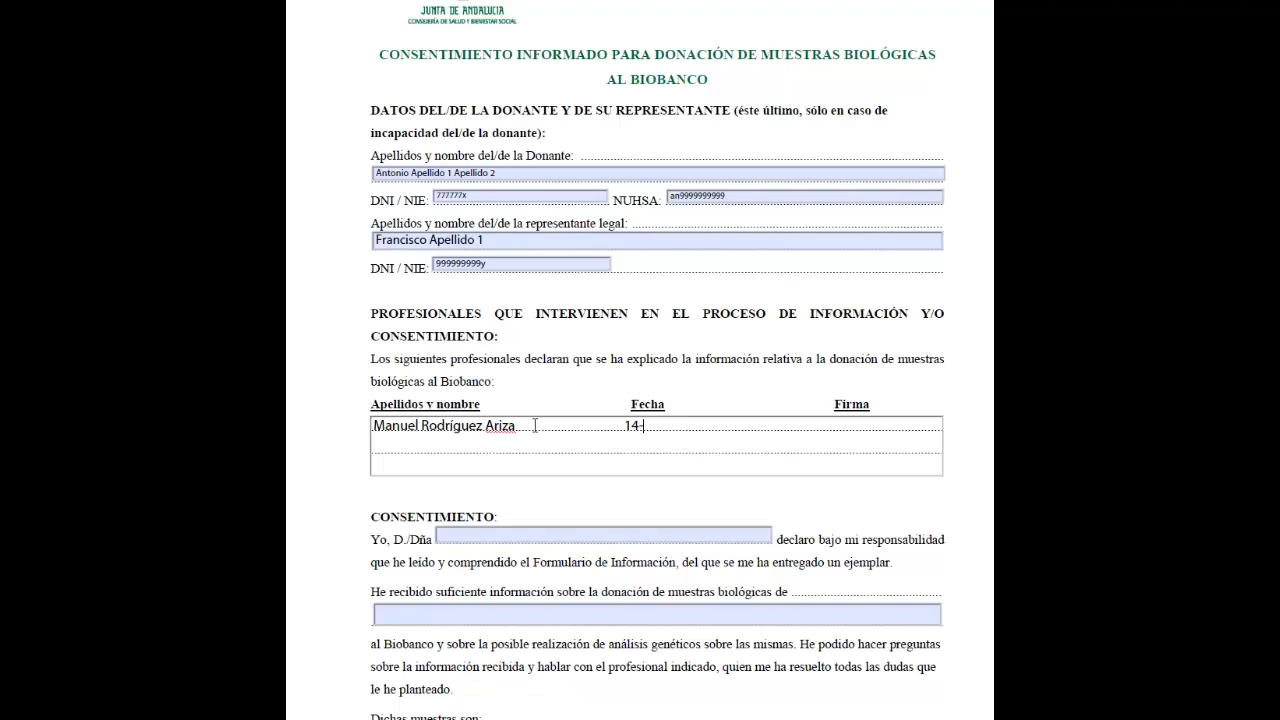 JUNTA DE ANDALUCIA
CONSEJERÍA DE SALUD Y BIENESTAR SOCIAL
CONSENTIMIENTO INFORMADO PARA DONACIÓN DE MUESTRAS BIOLÓGICAS
AL BIOBANCO
DATOS DEL/DE LA DONANTE Y DE SU REPRESENTANTE (éste último, sólo en caso de
incapacidad del/de la donante):
Apellidos y nombre del/de la Donante:
Antonio Apellido 1 Apellido 2
DNI / NIE: 777777x NUHSA: an9999999999
Apellidos y nombre del/de la representante legal:
Francisco Apellido 1
DNI / NIE: 999999999y
PROFESIONALES QUE INTERVIENEN EN EL PROCESO DE INFORMACIÓN Y/O
CONSENTIMIENTO:
Los siguientes profesionales declaran que se ha explicado la información relativa a la donación de muestras
biológicas al Biobanco:
Apellidos y nombre Fecha Firma
Manuel Rodríguez Ariza 14-
CONSENTIMIENTO:
Yo, D./Dña declaro bajo mi responsabilidad
que he leído y comprendido el Formulario de Información, del que se me ha entregado un ejemplar.
He recibido suficiente información sobre la donación de muestras biológicas de
al Biobanco y sobre la posible realización de análisis genéticos sobre las mismas. He podido hacer preguntas
sobre la información recibida y hablar con el profesional indicado, quien me ha resuelto todas las dudas que
le he planteado.
Dichas muestras son: